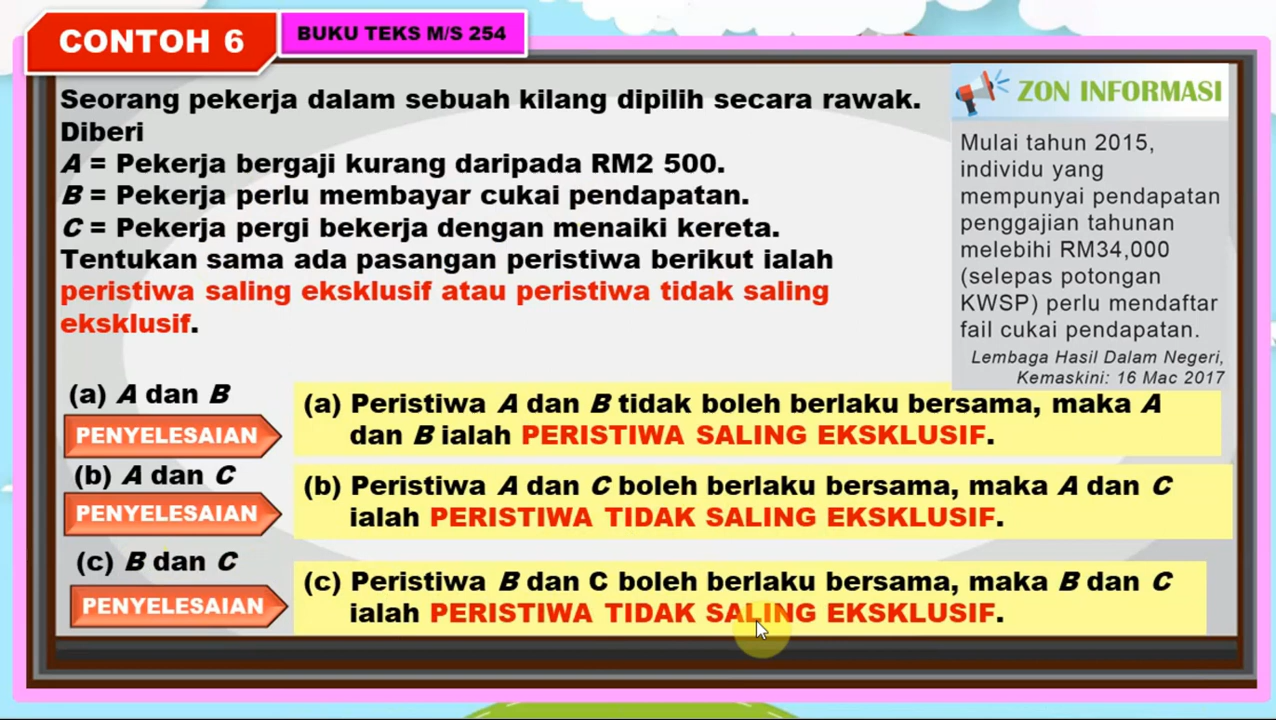 CONTOH 6
BUKU TEKS M/S 254
Seorang pekerja dalam sebuah kilang dipilih secara rawak.
Diberi
A = Pekerja bergaji kurang daripada RM2 500.
B = Pekerja perlu membayar cukai pendapatan.
C = Pekerja pergi bekerja dengan menaiki kereta.
Tentukan sama ada pasangan peristiwa berikut ialah
peristiwa saling eksklusif atau peristiwa tidak saling
eksklusif.
ZON INFORMASI
Mulai tahun 2015,
individu yang
mempunyai pendapatan
penggajian tahunan
melebihi RM34,000
(selepas potongan
KWSP) perlu mendaftar
fail cukai pendapatan.
Lembaga Hasil Dalam Negeri,
Kemaskini: 16 Mac 2017
(a) A dan B
PENYELESAIAN
(a) Peristiwa A dan B tidak boleh berlaku bersama, maka A
dan B ialah PERISTIWA SALING EKSKLUSIF.
(b) A dan C
PENYELESAIAN
(b) Peristiwa A dan C boleh berlaku bersama, maka A dan C
ialah PERISTIWA TIDAK SALING EKSKLUSIF.
(c) B dan C
PENYELESAIAN
(c) Peristiwa B dan C boleh berlaku bersama, maka B dan C
ialah PERISTIWA TIDAK SALING EKSKLUSIF.